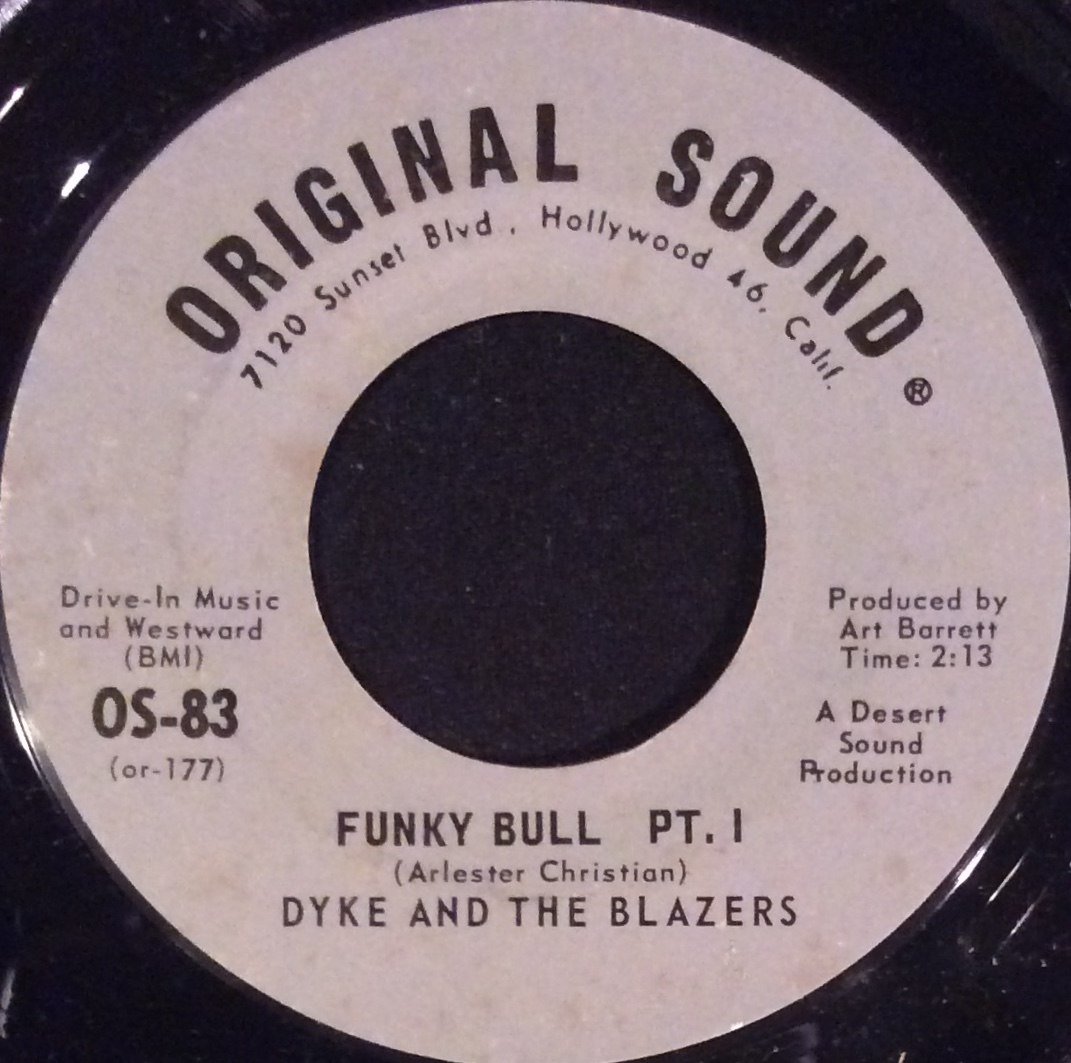 ORIGINAL SOUND ®
7120 Sunset Blvd., Hollywood 46, Calif.
Drive-In Music
and Westward
(BMI)
OS-83
(or-177)
Produced by
Art Barrett
Time: 2:13
A Desert
Sound
Production
FUNKY BULL PT. 1
(Arlester Christian)
DYKE AND THE BLAZERS